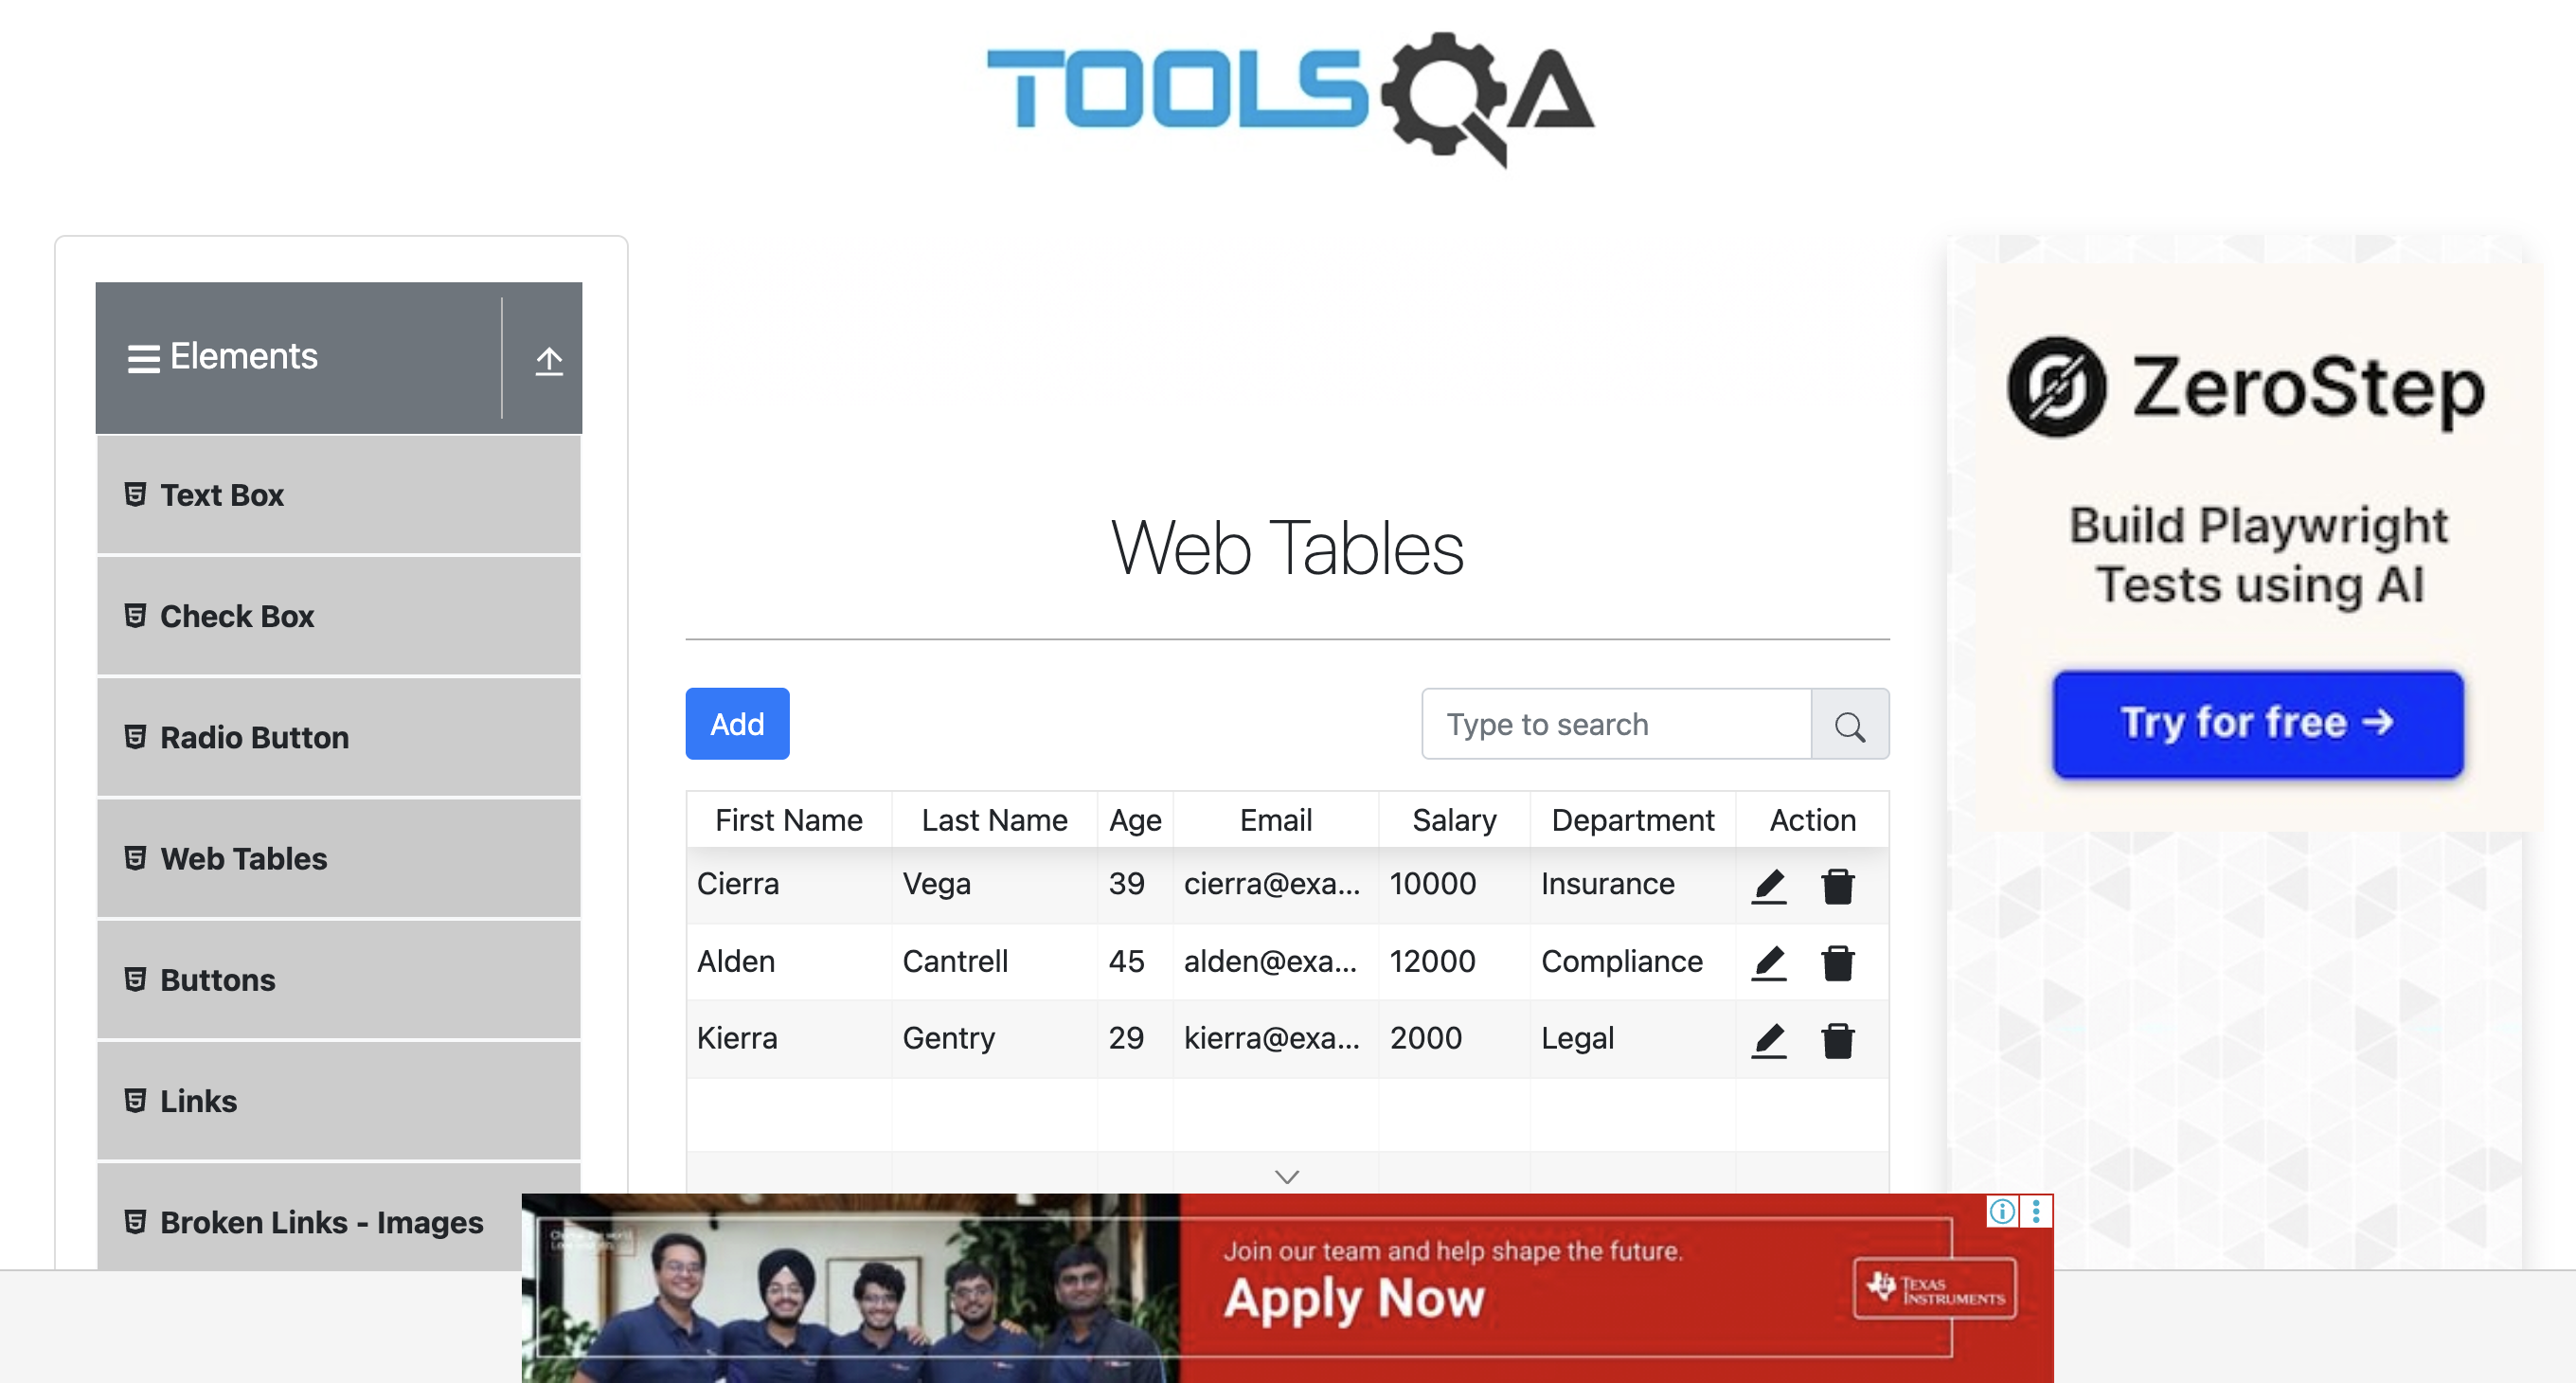 TOOLSQA
Elements
Text Box
Check Box
Radio Button
Web Tables
Buttons
Links
Broken Links - Images
Web Tables
Add
Type to search
First Name Last Name Age Email Salary Department Action
Cierra Vega 39 cierra@exa... 10000 Insurance
Alden Cantrell 45 alden@exa... 12000 Compliance
Kierra Gentry 29 kierra@exa... 2000 Legal
ZeroStep
Build Playwright
Tests using AI
Try for free →
Join our team and help shape the future.
Apply Now
TEXAS
INSTRUMENTS